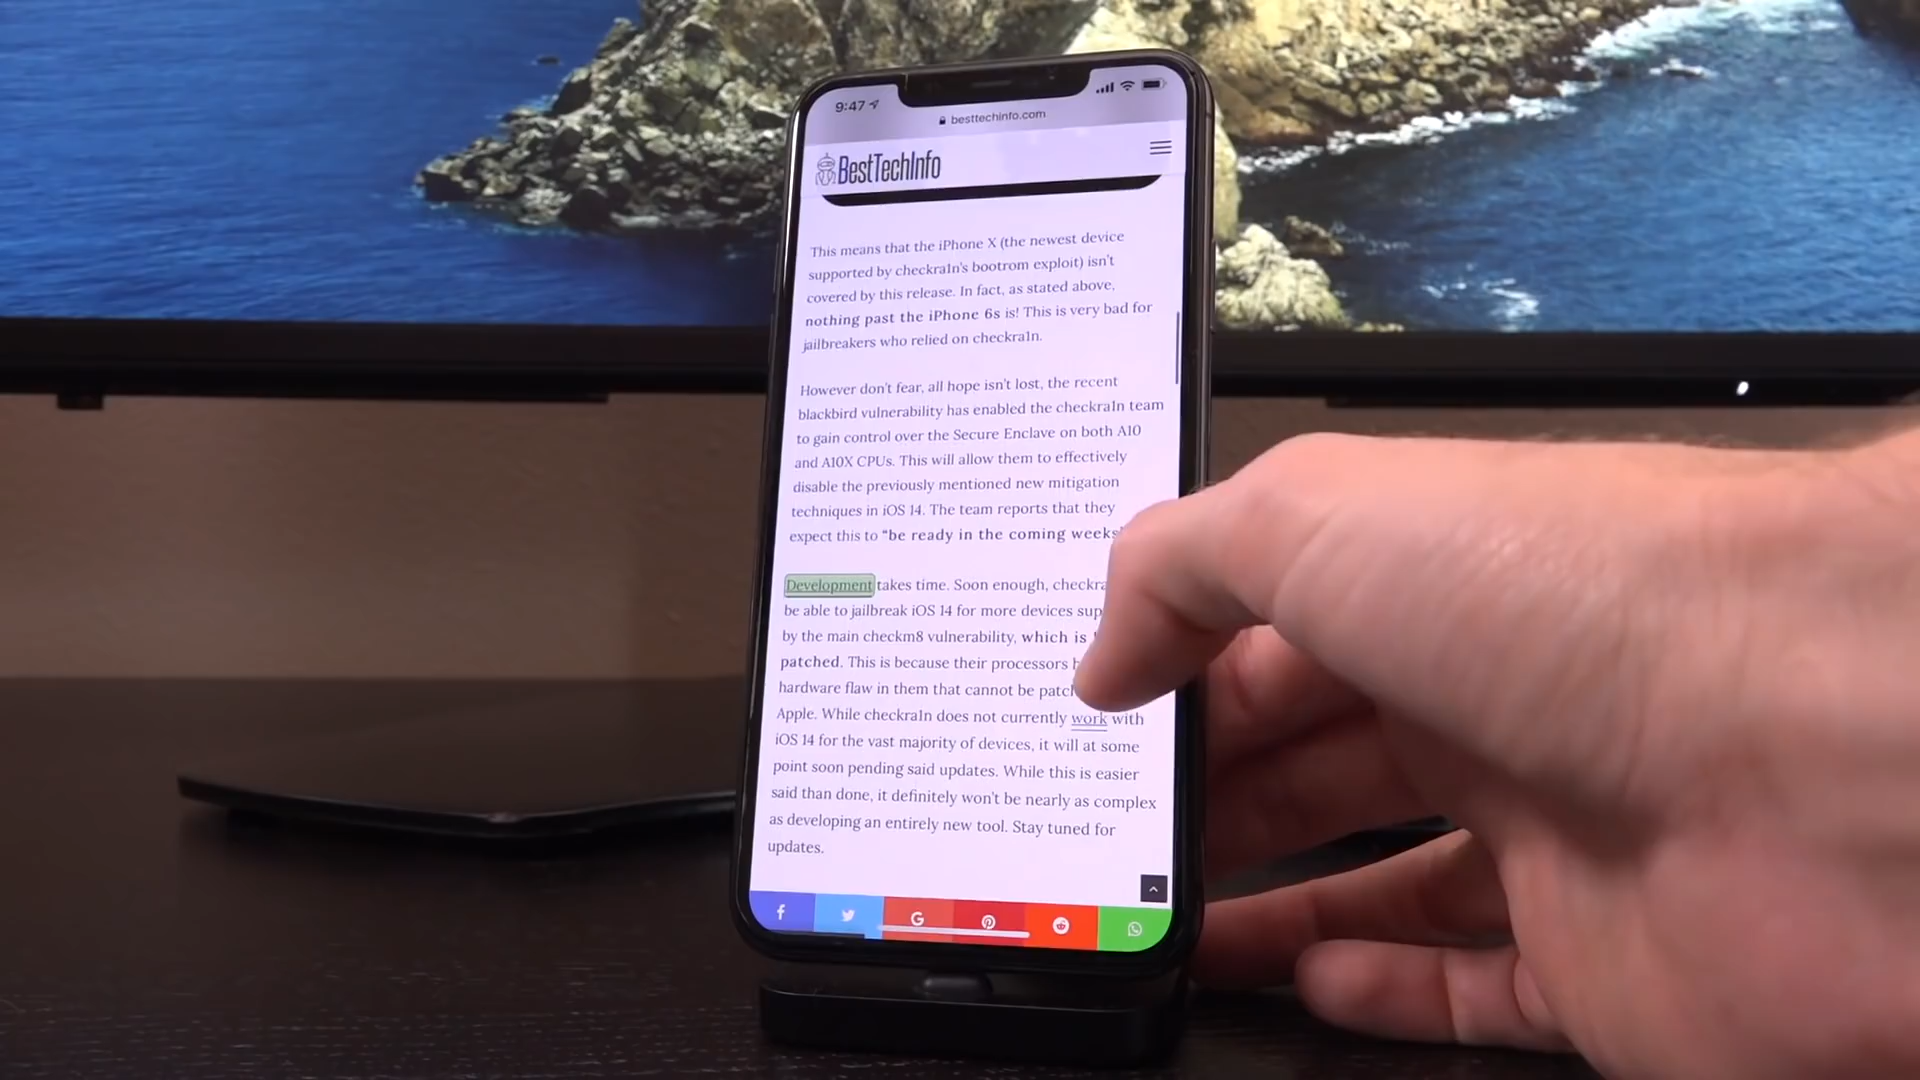 9:47
besttechinfo.com
BestTechInfo
This means that the iPhone X (the newest device
supported by checkra1n's bootrom exploit) isn't
covered by this release. In fact, as stated above,
nothing past the iPhone 6s is! This is very bad for
jailbreakers who relied on checkra1n.
However don't fear, all hope isn't lost, the recent
blackbird vulnerability has enabled the checkra1n team
to gain control over the Secure Enclave on both A10
and A10X CPUs. This will allow them to effectively
disable the previously mentioned new mitigation
techniques in iOS 14. The team reports that they
expect this to "be ready in the coming weeks"
Development takes time. Soon enough,
be able to jailbreak iOS 14 for more devices
by the main checkm8 vulnerability, which is
patched. This is because their processors
hardware flaw in them that cannot be
Apple. While checkra1n does not currently work with
iOS 14 for the vast majority of devices, it will at some
point soon pending said updates. While this is easier
said than done, it definitely won't be nearly as complex
as developing an entirely new tool. Stay tuned for
updates.